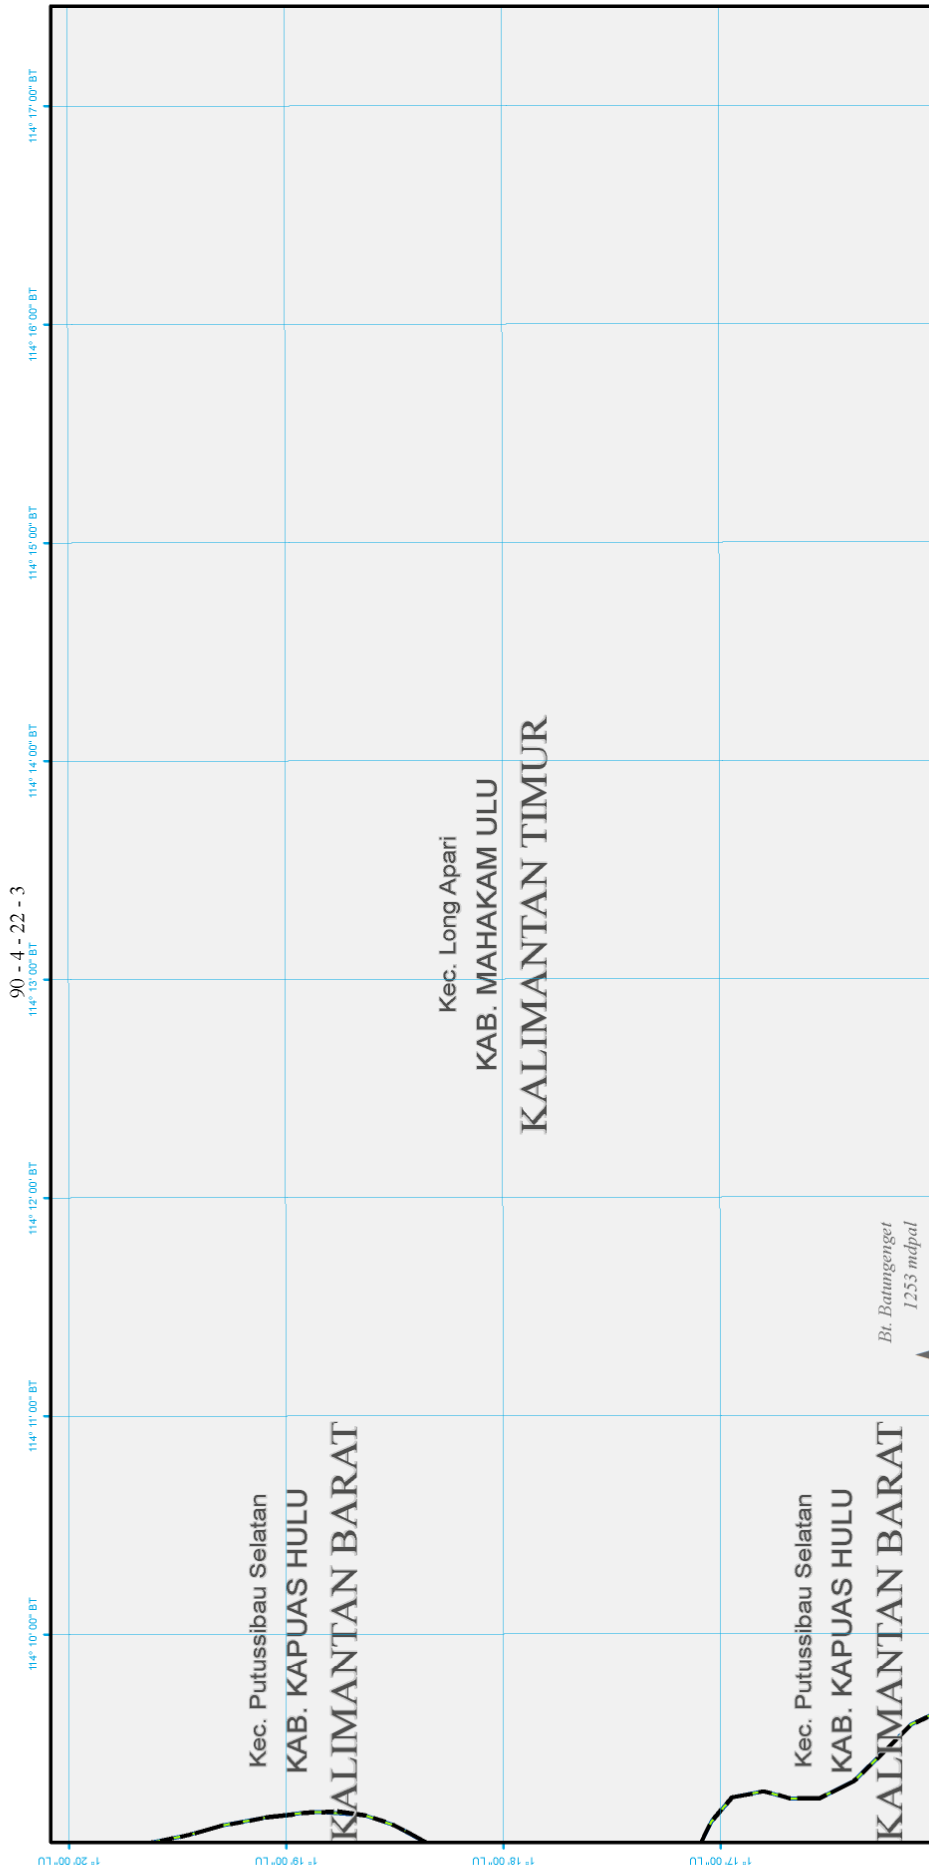 90 - 4 - 22 - 3
114° 10' 00" BT
114° 11' 00" BT
114° 12' 00" BT
114° 13' 00" BT
114° 14' 00" BT
114° 15' 00" BT
114° 16' 00" BT
114° 17' 00" BT
1° 20' 00" LU
1° 19' 00" LU
Kec. Putussibau Selatan
KAB. KAPUAS HULU
KALIMANTAN BARAT
Kec. Long Apari
KAB. MAHAKAM ULU
KALIMANTAN TIMUR
1° 18' 00" LU
1° 17' 00" LU
Kec. Putussibau Selatan
KAB. KAPUAS HULU
KALIMANTAN BARAT
Bt. Batungenget
1253 mdpal